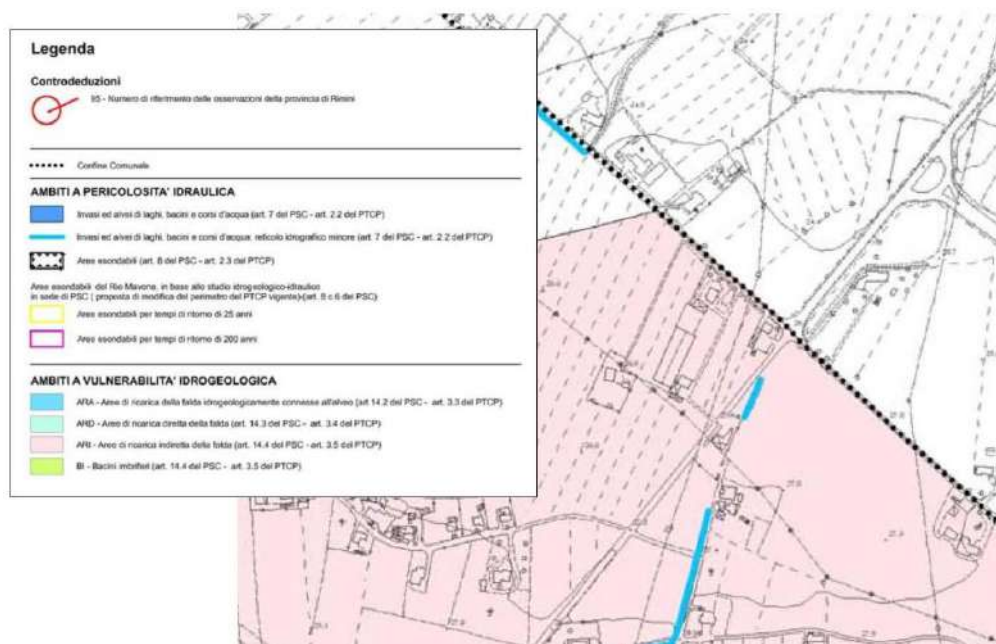 Legenda
Controdeduzioni
95 - Numero di riferimento delle osservazioni della provincia di Rimini
Confine Comunale
AMBITI A PERICOLOSITA' IDRAULICA
Invasi ed alvei di laghi, bacini e corsi d'acqua (art. 7 del PSC - art. 2.2 del PTCP)
Invasi ed alvei di laghi, bacini e corsi d'acqua: reticolo idrografico minore (art. 7 del PSC - art. 2.2 del PTCP)
Aree esondabili (art. 8 del PSC - art. 2.3 del PTCP)
Aree esondabili del Rio Mavone, in base allo studio idrogeologico-idraulico
in sede di PSC ( proposta di modifica del perimetro del PTCP vigente)-(art. 8 c.6 del PSC)
Aree esondabili per tempi di ritorno di 25 anni
Aree esondabili per tempi di ritorno di 200 anni
AMBITI A VULNERABILITA' IDROGEOLOGICA
ARA - Aree di ricarica della falda idrogeologicamente connesse all'alveo (art 14.2 del PSC - art. 3.3 del PTCP)
ARD - Aree di ricarica diretta della falda (art. 14.3 del PSC - art. 3.4 del PTCP)
ARI - Aree di ricarica indiretta della falda (art. 14.4 del PSC - art. 3.5 del PTCP)
BI - Bacini imbriferi (art. 14.4 del PSC - art. 3.5 del PTCP)